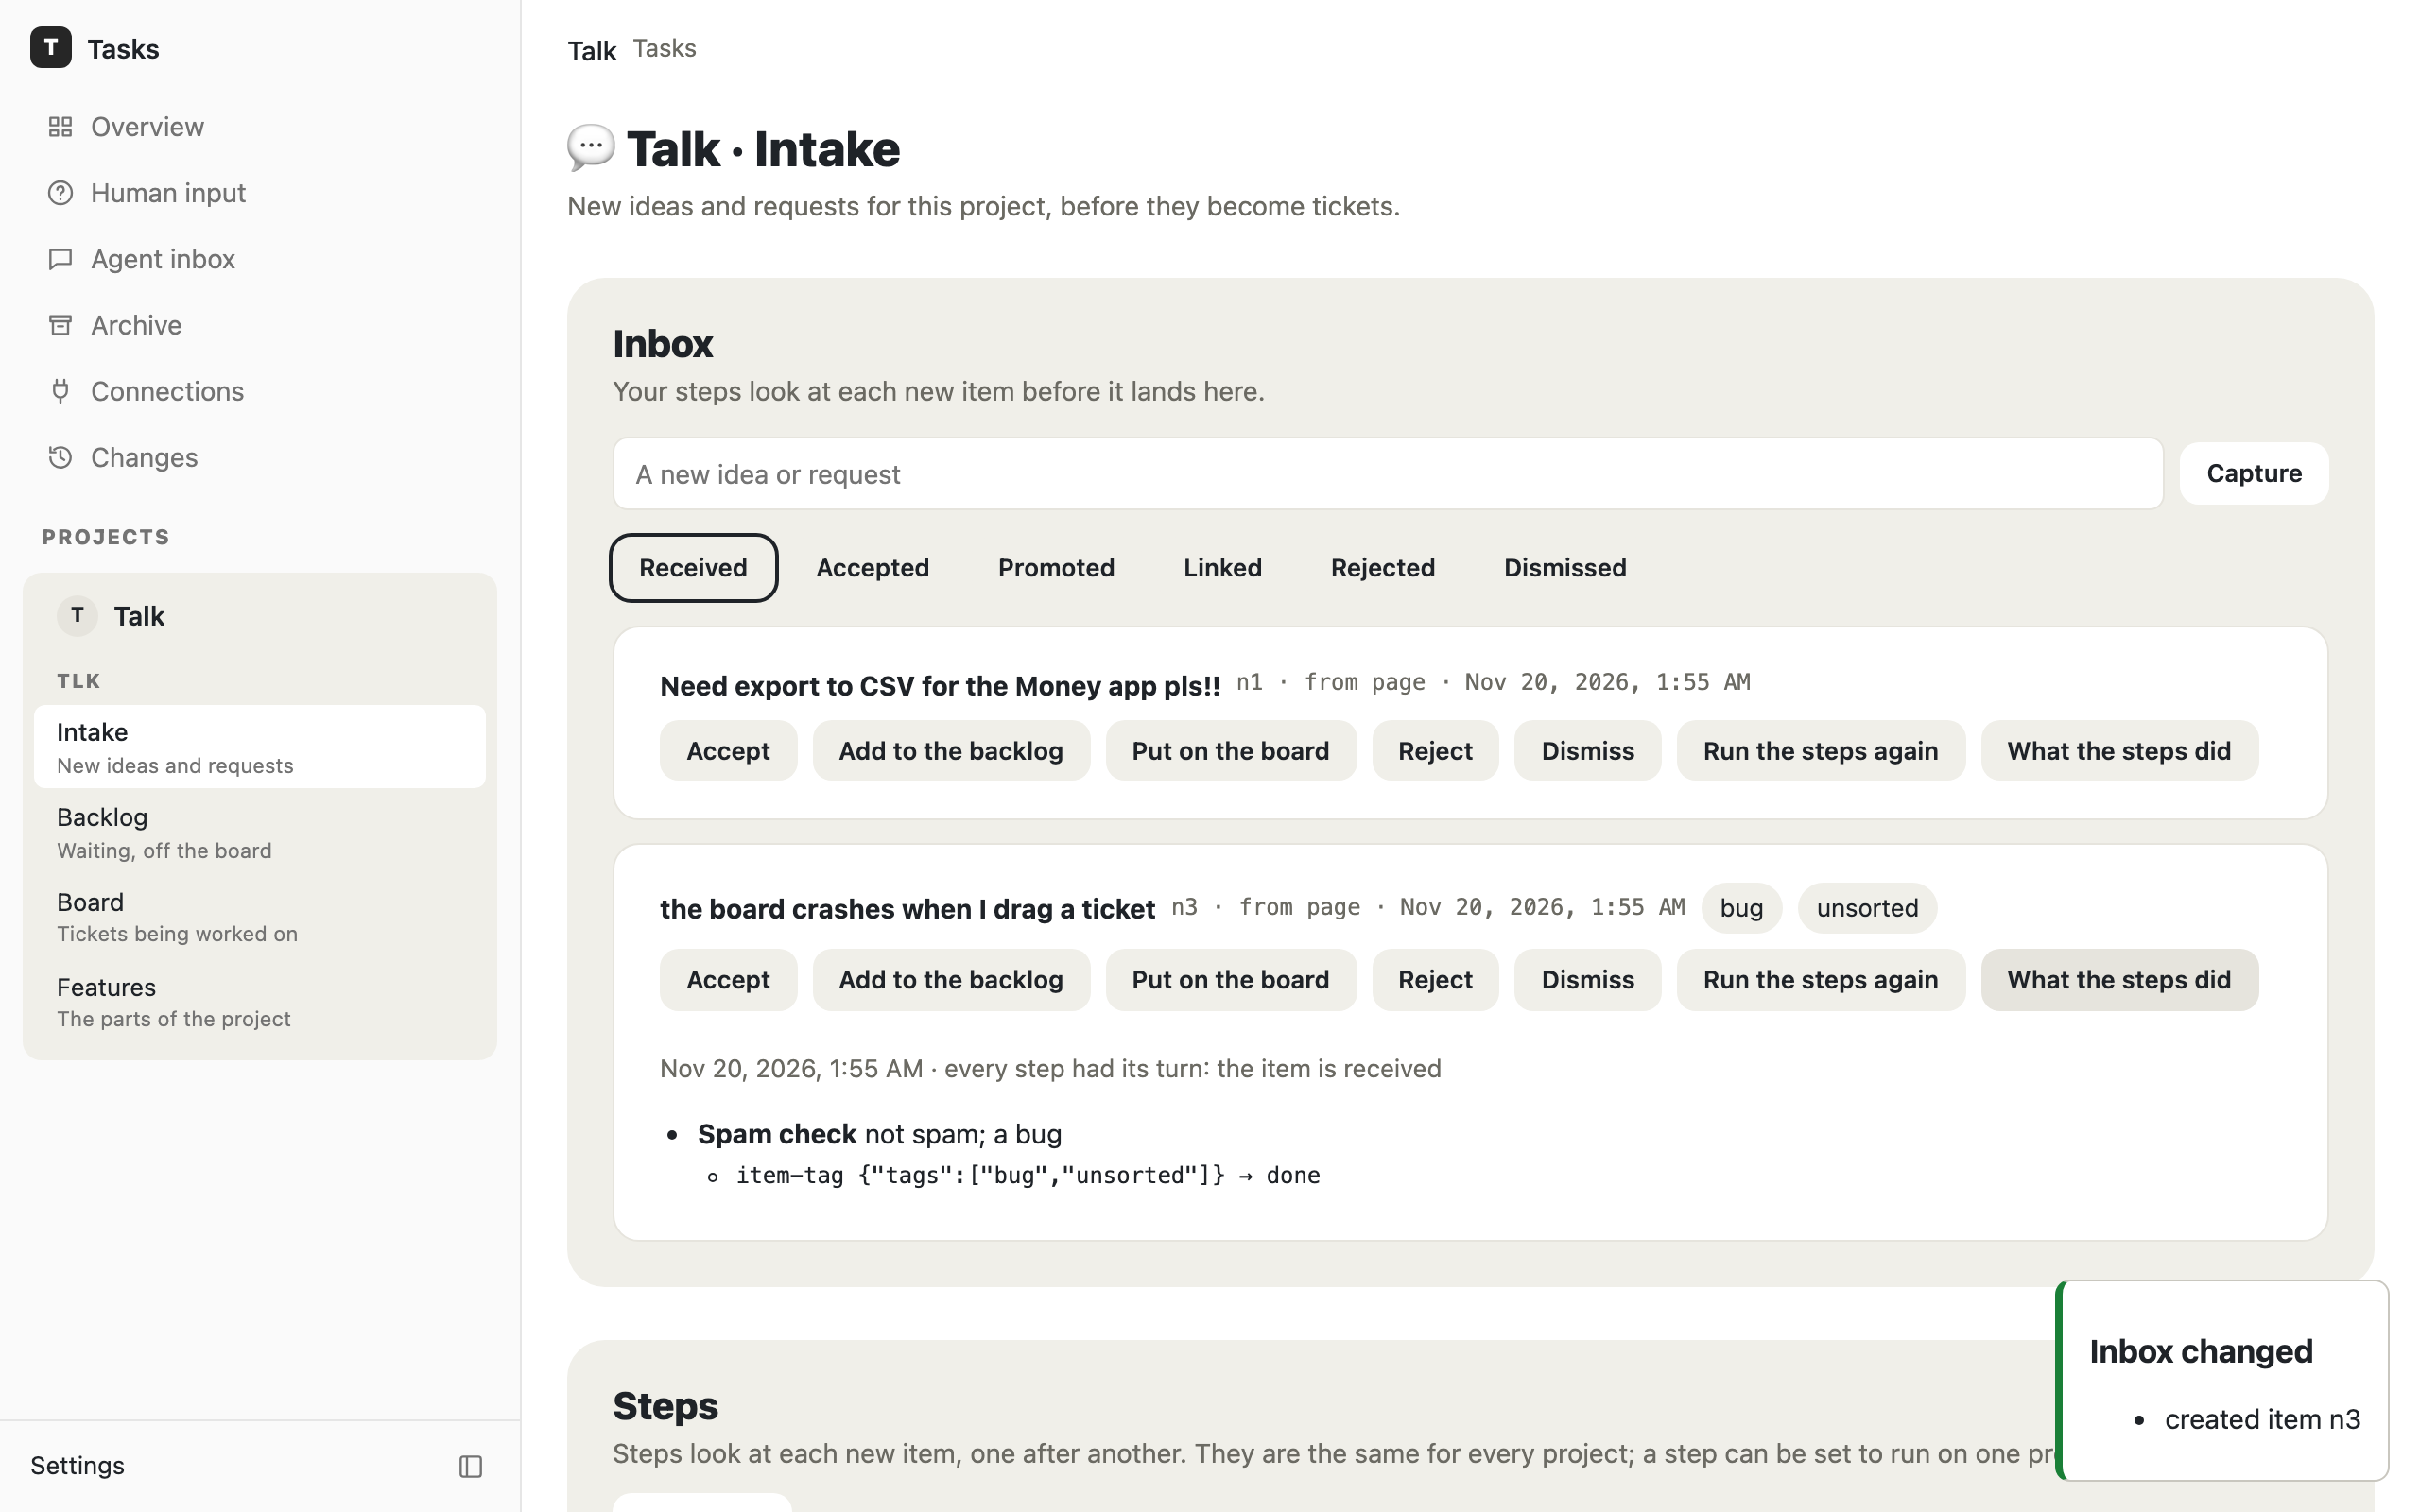 T Tasks
Overview
Human input
Agent inbox
Archive
Connections
Changes
PROJECTS
T Talk
TLK
Intake
New ideas and requests
Backlog
Waiting, off the board
Board
Tickets being worked on
Features
The parts of the project
Settings
Talk Tasks
Talk · Intake
New ideas and requests for this project, before they become tickets.
Inbox
Your steps look at each new item before it lands here.
A new idea or request Capture
Received Accepted Promoted Linked Rejected Dismissed
Need export to CSV for the Money app pls!! n1 · from page · Nov 20, 2026, 1:55 AM
Accept Add to the backlog Put on the board Reject Dismiss Run the steps again What the steps did
the board crashes when I drag a ticket n3 · from page · Nov 20, 2026, 1:55 AM bug unsorted
Accept Add to the backlog Put on the board Reject Dismiss Run the steps again What the steps did
Nov 20, 2026, 1:55 AM · every step had its turn: the item is received
• Spam check not spam; a bug
◦ item-tag {"tags":["bug","unsorted"]} → done
Steps
Steps look at each new item, one after another. They are the same for every project; a step can be set to run on one
Inbox changed
• created item n3